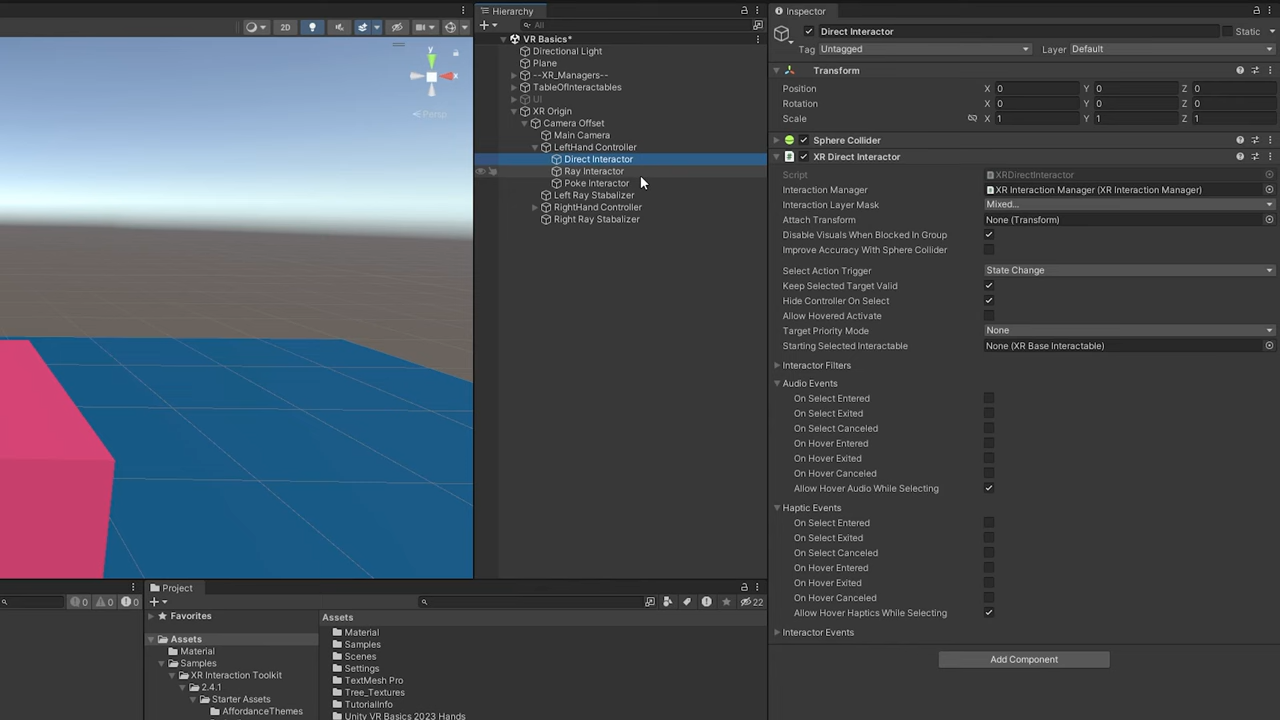 Hierarchy
Inspector
2D
All
VR Basics*
Directional Light
Plane
--XR_Managers--
TableOfInteractables
UI
XR Origin
Camera Offset
Main Camera
LeftHand Controller
Direct Interactor
Ray Interactor
Poke Interactor
Left Ray Stabalizer
RightHand Controller
Right Ray Stabalizer
y
x
Persp
Direct Interactor
Static
Tag Untagged
Layer Default
Transform
Position X 0 Y 0 Z 0
Rotation X 0 Y 0 Z 0
Scale X 1 Y 1 Z 1
Sphere Collider
XR Direct Interactor
Script XRDirectInteractor
Interaction Manager XR Interaction Manager (XR Interaction Manager)
Interaction Layer Mask Mixed...
Attach Transform None (Transform)
Disable Visuals When Blocked In Group
Improve Accuracy With Sphere Collider
Select Action Trigger State Change
Keep Selected Target Valid
Hide Controller On Select
Allow Hovered Activate
Target Priority Mode None
Starting Selected Interactable None (XR Base Interactable)
Interactor Filters
Audio Events
On Select Entered
On Select Exited
On Select Canceled
On Hover Entered
On Hover Exited
On Hover Canceled
Allow Hover Audio While Selecting
Haptic Events
On Select Entered
On Select Exited
On Select Canceled
On Hover Entered
On Hover Exited
On Hover Canceled
Allow Hover Haptics While Selecting
Interactor Events
Add Component
Project
0 0 0
22
Favorites
Assets
Material
Samples
XR Interaction Toolkit
2.4.1
Starter Assets
AffordanceThemes
Assets
Material
Samples
Scenes
Settings
TextMesh Pro
Tree_Textures
TutorialInfo
Unity VR Basics 2023 Hands